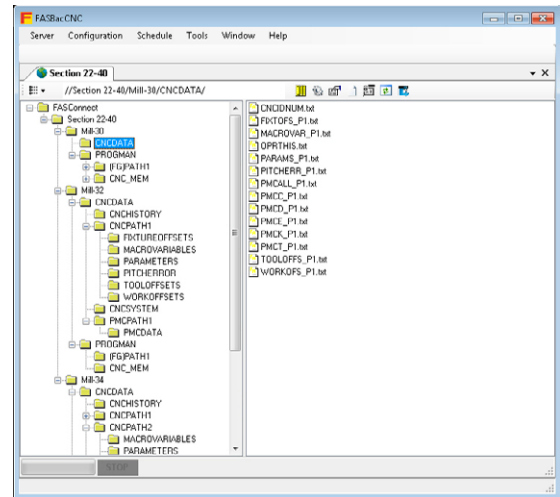 FASBacCNC
Server Configuration Schedule Tools Window Help
Section 22-40
//Section 22-40/Mill-30/CNCDATA/
FASConnect
Section 22-40
Mill-30
CNCDATA
PROGMAN
(FG)PATH1
CNC_MEM
Mill-32
CNCDATA
CNCHISTORY
CNCPATH1
FIXTUREOFFSETS
MACROVARIABLES
PARAMETERS
PITCHERROR
TOOLOFFSETS
WORKOFFSETS
CNCSYSTEM
PMCPATH1
PMCDATA
PROGMAN
(FG)PATH1
CNC_MEM
Mill-34
CNCDATA
CNCHISTORY
CNCPATH1
CNCPATH2
MACROVARIABLES
PARAMETERS
CNCIDNUM.txt
FIXTOFS_P1.txt
MACROVAR_P1.txt
OPRTHIS.txt
PARAMS_P1.txt
PITCHERR_P1.txt
PMCALL_P1.txt
PMCC_P1.txt
PMCD_P1.txt
PMCE_P1.txt
PMCK_P1.txt
PMCT_P1.txt
TOOLOFFS_P1.txt
WORKOFS_P1.txt
STOP